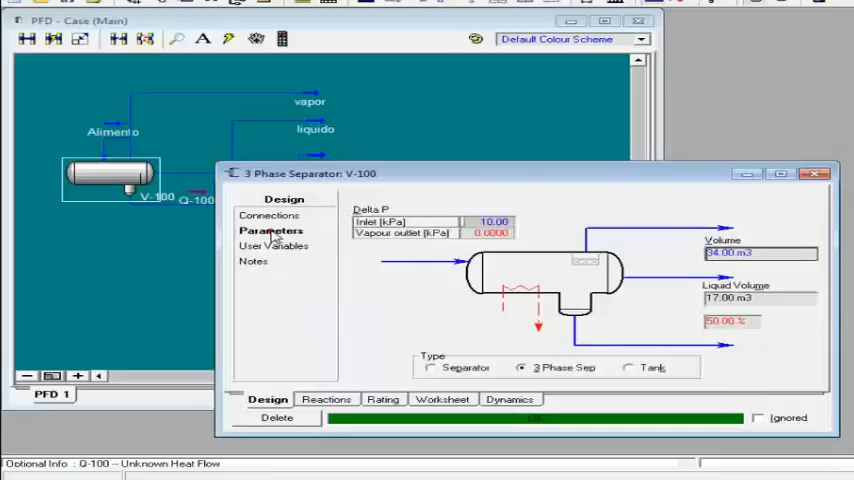 PFD - Case (Main)
A
Default Colour Scheme
vapor
Alimento
liquido
V-100
Q-100
3 Phase Separator: V-100
Design
Connections
Parameters
User Variables
Notes
Delta P
Inlet [kPa] 10.00
Vapour outlet (kPa) 0.0000
Volume
34.00 m3
Liquid Volume
17.00 m3
50.00 %
Type
Separator 3 Phase Sep Tank
PFD 1
Design Reactions Rating Worksheet Dynamics
Delete
Ignored
Optional Info : Q-100 -- Unknown Heat Flow